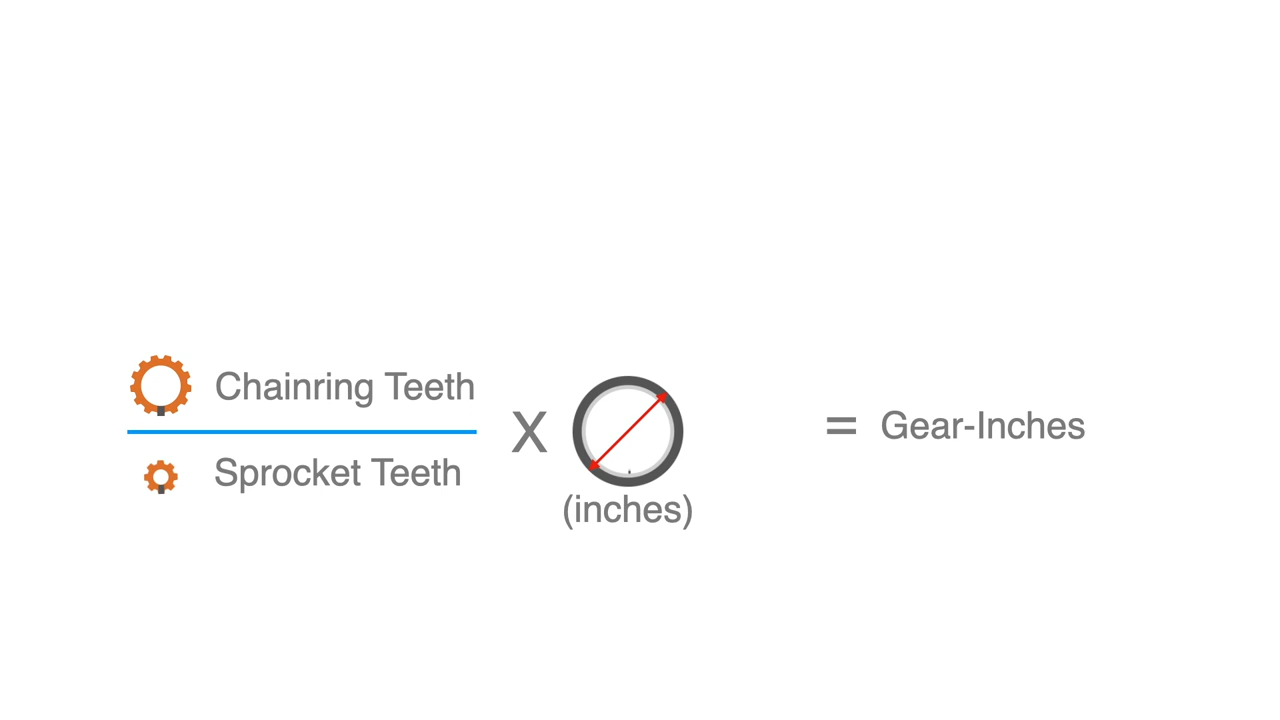 Chainring Teeth
Sprocket Teeth
X
(inches)
= Gear-Inches